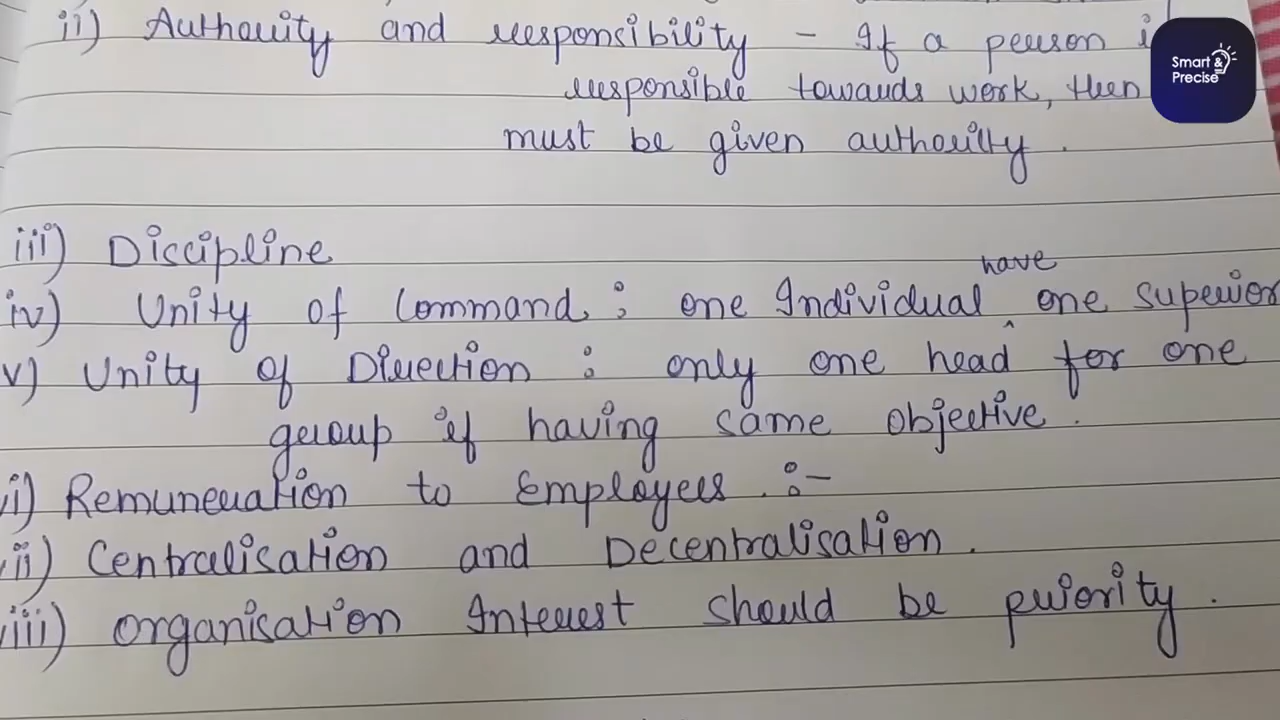 ii) Authority and responsibility - If a person i
Smart &
Precise
responsible towards work, then
must be given authority.
iii) Discipline
have
iv) Unity of Command : one Individual ^ one superior
v) Unity of Direction : only one head for one
group if having same objective.
i) Remuneration to Employees :-
ii) Centralisation and Decentralisation.
iii) Organisation Interest should be priority.